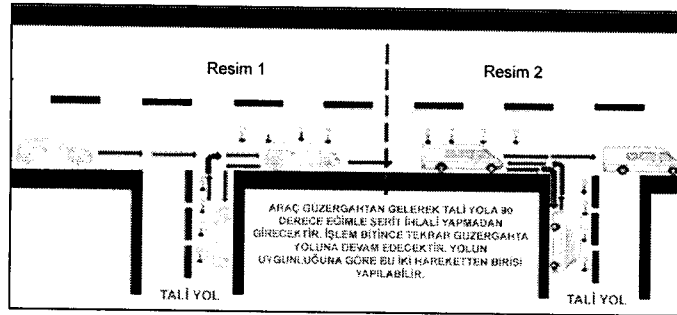 Resim 1
Resim 2
ARAÇ GÜZERGAHTAN GELEREK TALİ YOLA 90
DERECE EĞİMLE ŞERİT İHLALİ YAPMADAN
GİRECEKTİR. İŞLEM BİTİNCE TEKRAR GÜZERGAHTA
YOLUNA DEVAM EDECEKTİR. YOLUN
UYGUNLUĞUNA GÖRE BU İKİ HAREKETTEN BİRİSİ
YAPILABİLİR.
TALİ YOL
TALİ YOL